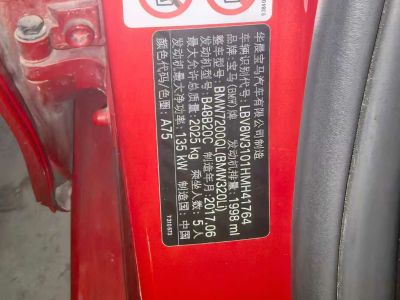 华晨宝马汽车有限公司制造
车辆识别代号: LBV8W3101HMH41764
品牌: 宝马(BMW)牌 发动机排量: 1998 ml
整车型号: BMW7200QL(BMW320Li)
发动机型号: B48B20C 制造年月: 2017.06
最大允许总质量: 2025 kg 乘坐人数: 5人
发动机最大净功率: 135 kW 制造国: 中国
颜色代码/色重: A75